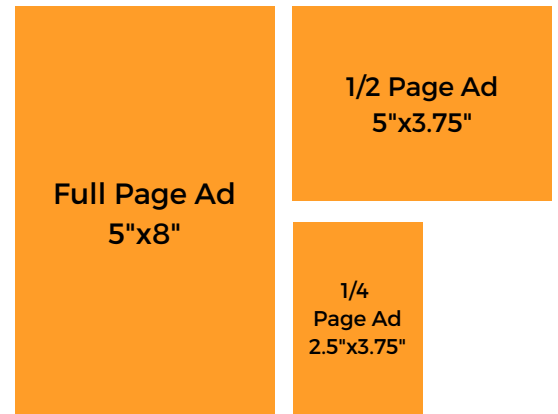 Full Page Ad
5"x8"
1/2 Page Ad
5"x3.75"
1/4
Page Ad
2.5"x3.75"